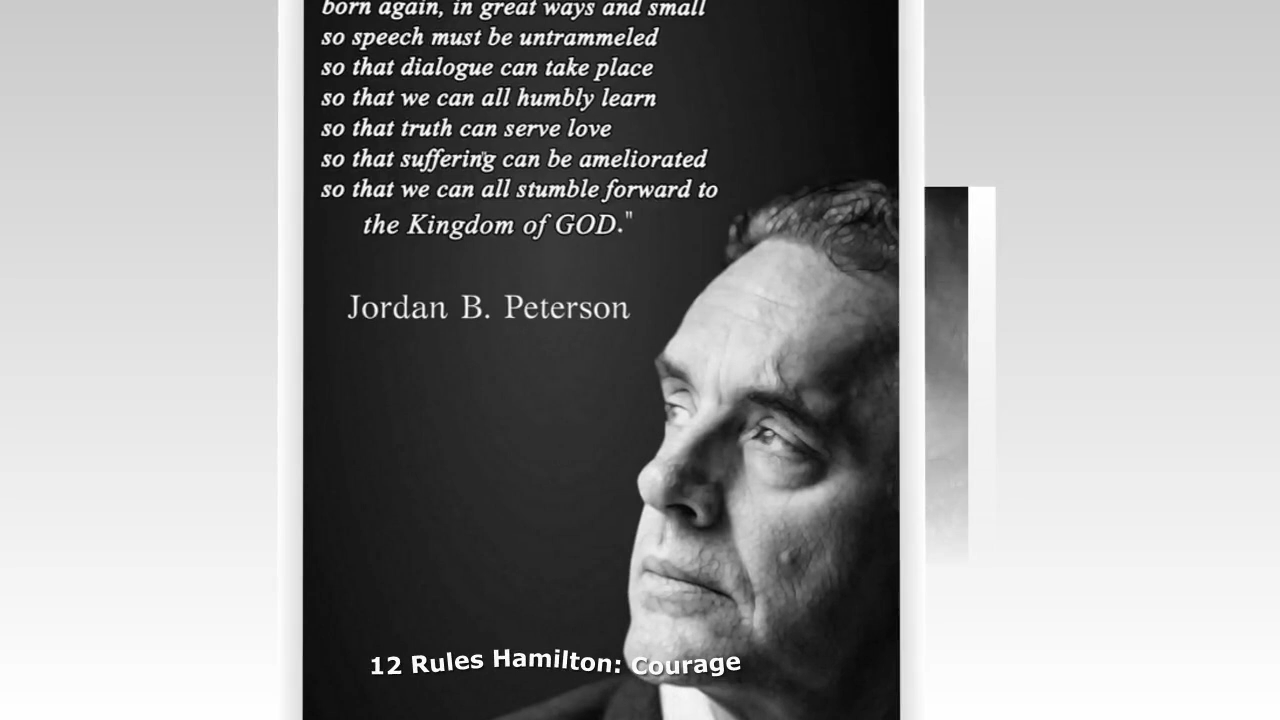 born again, in great ways and small
so speech must be untrammeled
so that dialogue can take place
so that we can all humbly learn
so that truth can serve love
so that suffering can be ameliorated
so that we can all stumble forward to
the Kingdom of GOD."
Jordan B. Peterson
12 Rules Hamilton: Courage